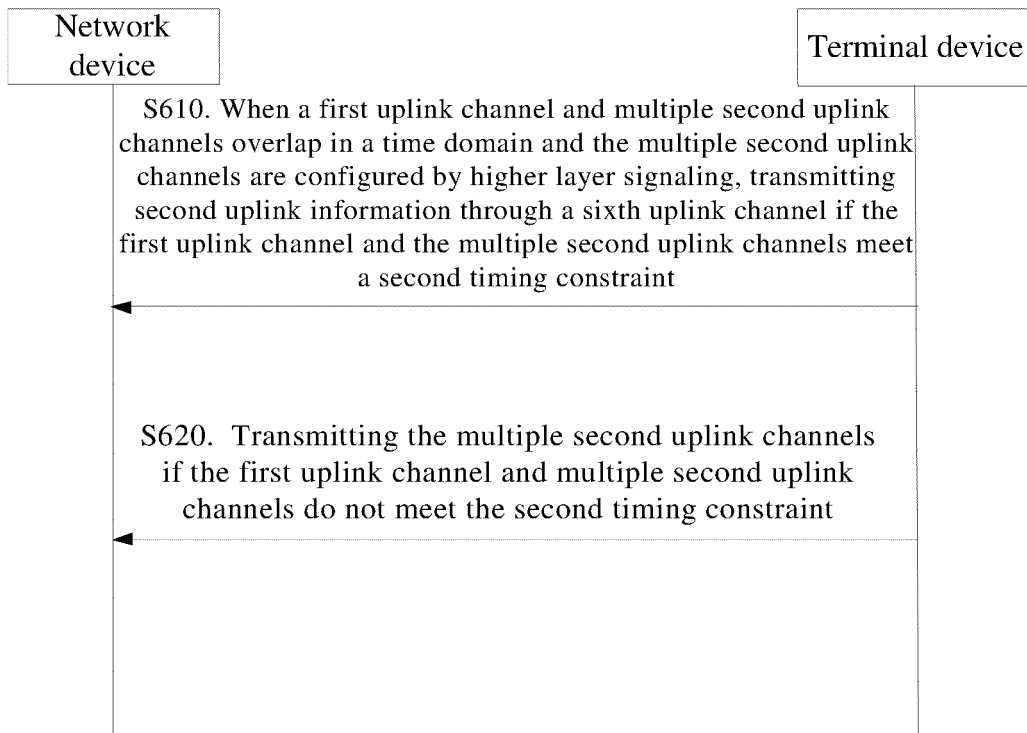 Network
device
Terminal device
S610. When a first uplink channel and multiple second uplink
channels overlap in a time domain and the multiple second uplink
channels are configured by higher layer signaling, transmitting
second uplink information through a sixth uplink channel if the
first uplink channel and the multiple second uplink channels meet
a second timing constraint
S620. Transmitting the multiple second uplink channels
if the first uplink channel and multiple second uplink
channels do not meet the second timing constraint